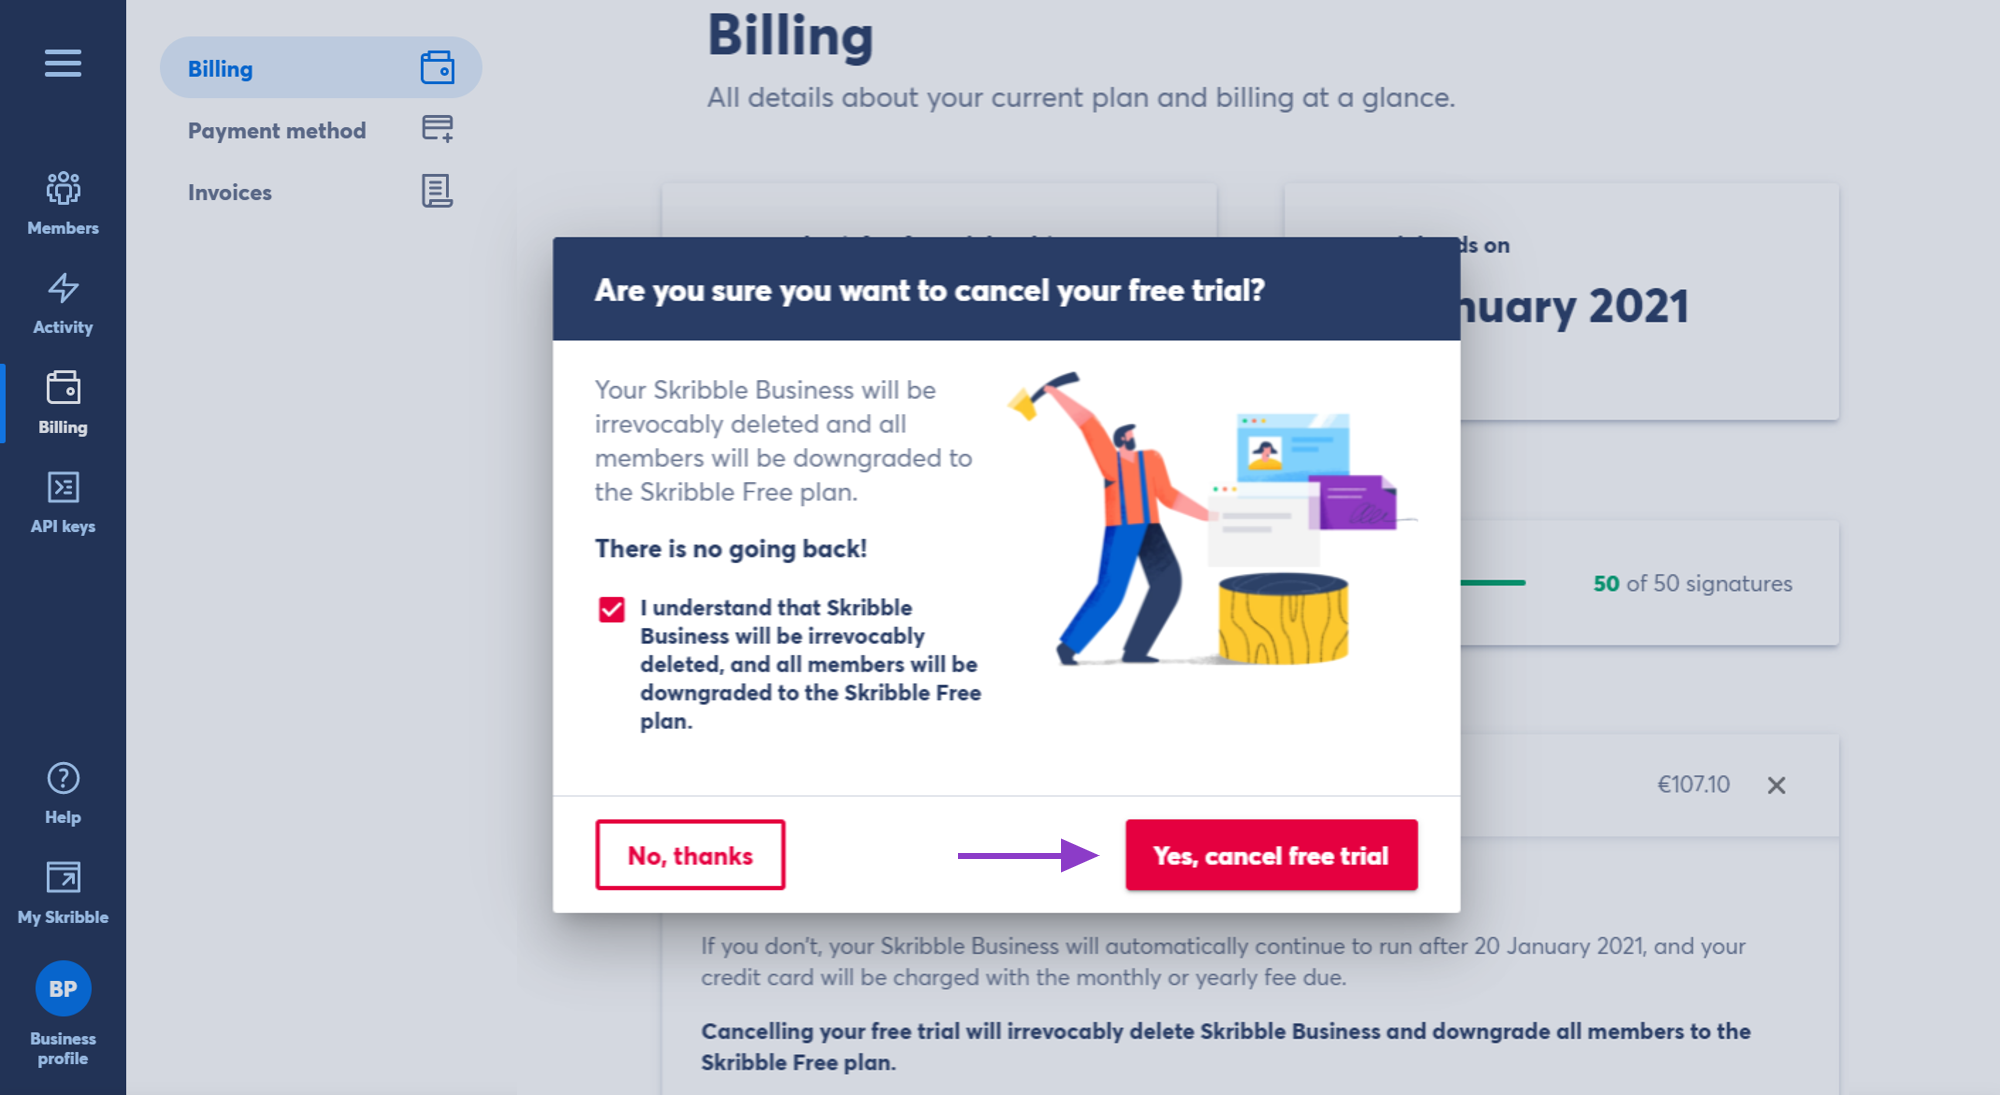 Billing
Payment method
Invoices
Members
Activity
Billing
API keys
Help
My Skribble
BP
Business
profile
Billing
All details about your current plan and billing at a glance.
ds on
nuary 2021
50 of 50 signatures
€107.10
Are you sure you want to cancel your free trial?
Your Skribble Business will be
irrevocably deleted and all
members will be downgraded to
the Skribble Free plan.
There is no going back!
I understand that Skribble
Business will be irrevocably
deleted, and all members will be
downgraded to the Skribble Free
plan.
No, thanks
Yes, cancel free trial
If you don't, your Skribble Business will automatically continue to run after 20 January 2021, and your
credit card will be charged with the monthly or yearly fee due.
Cancelling your free trial will irrevocably delete Skribble Business and downgrade all members to the
Skribble Free plan.